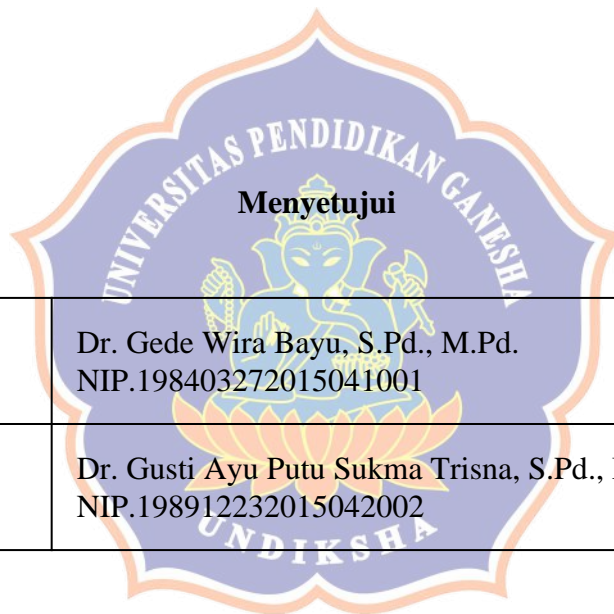 UNIVERSITAS PENDIDIKAN GANESHA
Menyetujui
Dr. Gede Wira Bayu, S.Pd., M.Pd.
NIP.198403272015041001
Dr. Gusti Ayu Putu Sukma Trisna, S.Pd.,
NIP.198912232015042002
UNDIKSHA